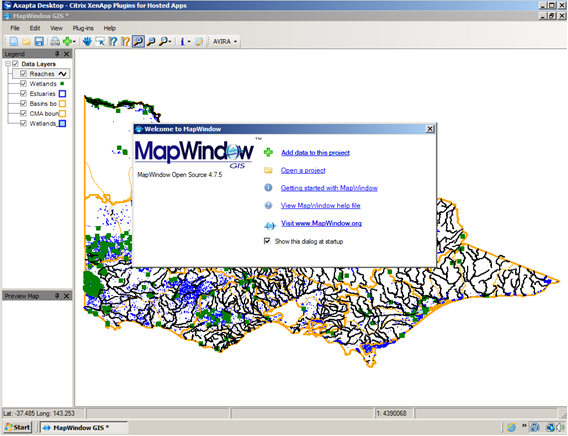 Axapta Desktop - Citrix XenApp Plugins for Hosted Apps
MapWindow GIS *
File Edit View Plug-ins Help
AVIRA
Legend
Data Layers
Reaches
Wetlands
Estuaries
Basins bo
CMA boun
Wetlands,
Preview Map
Welcome to MapWindow
MapWindow
GIS
TM
MapWindow Open Source 4.7.5
Add data to this project
Open a project
Getting started with MapWindow
View MapWindow help file
Visit www.MapWindow.org
Show this dialog at startup
Lat: -37.485 Long: 143.253
1: 4390068
Start
MapWindow GIS *